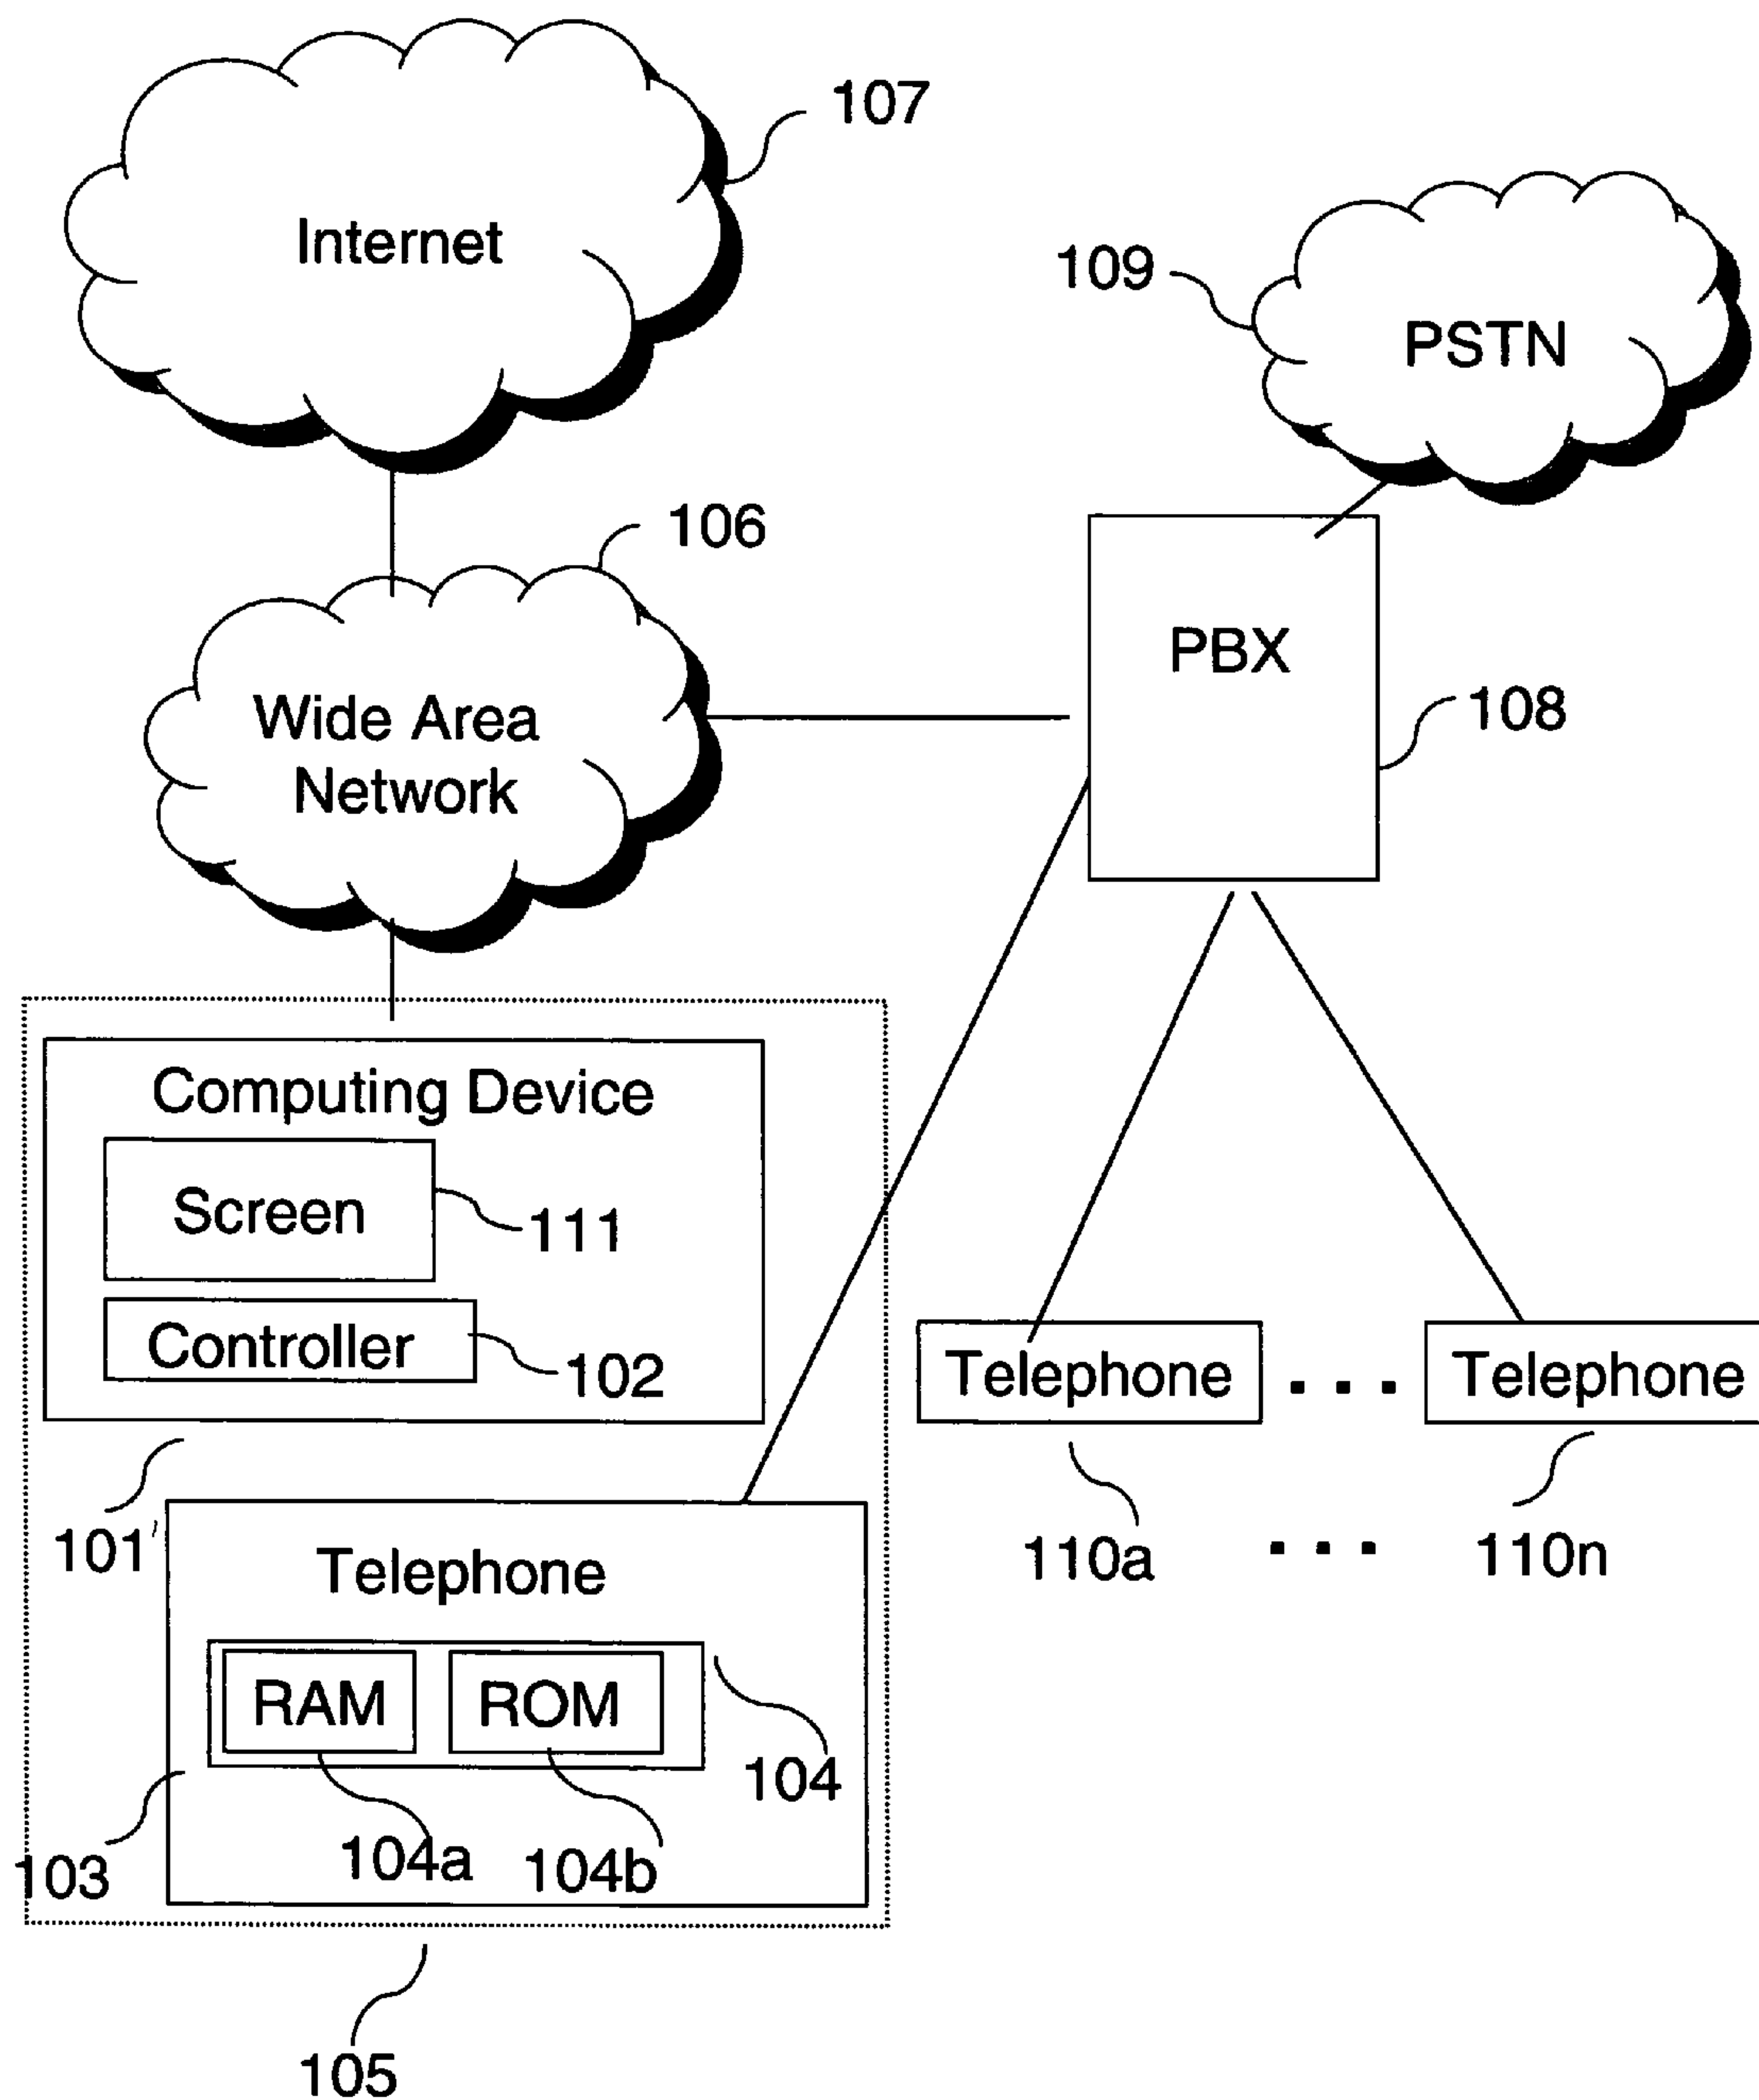 107
Internet
109
PSTN
106
PBX
Wide Area
Network
108
Computing Device
Screen
111
Controller
102
Telephone
...
Telephone
101
110a
...
110n
Telephone
RAM
ROM
104
103
104a
104b
105